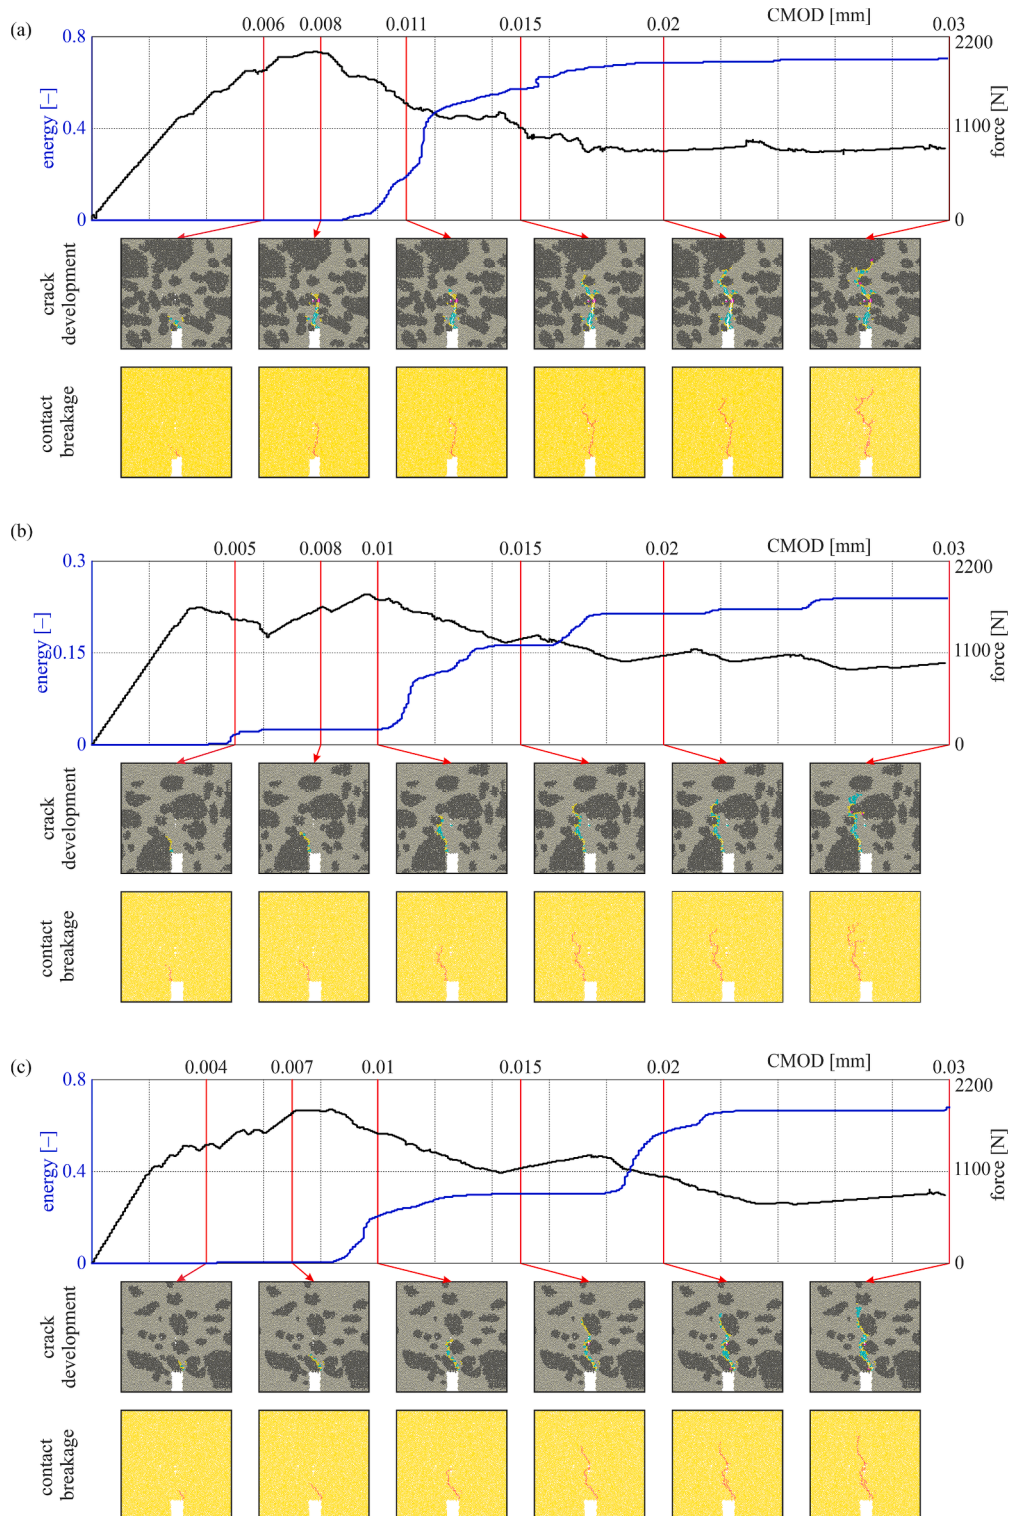 (a)
0.006 0.008 0.011 0.015 0.02 CMOD [mm] 0.03
0.8
0.4
0
energy [–]
2200
1100
0
force [N]
crack
development
contact
breakage
(b)
0.005 0.008 0.01 0.015 0.02 CMOD [mm] 0.03
0.3
0.15
0
energy [–]
2200
1100
0
force [N]
crack
development
contact
breakage
(c)
0.004 0.007 0.01 0.015 0.02 CMOD [mm] 0.03
0.8
0.4
0
energy [–]
2200
1100
0
force [N]
crack
development
contact
breakage